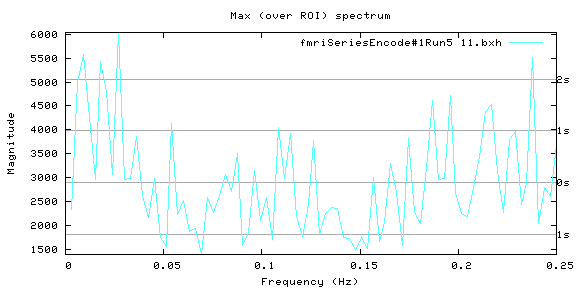 Max (over ROI) spectrum
fmriSeriesEncode#1Run5 11.bxh
6000
5500
5000
4500
4000
3500
3000
2500
2000
1500
2s
1s
0s
1s
Magnitude
0
0.05
0.1
0.15
0.2
0.25
Frequency (Hz)